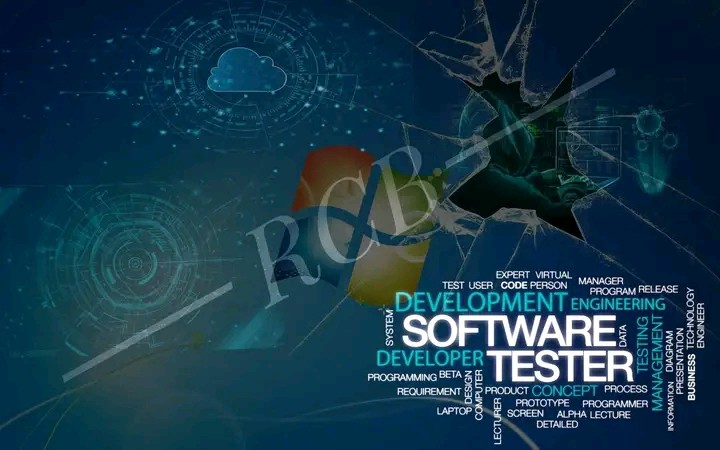 RCB
EXPERT VIRTUAL
MANAGER
TEST USER CODE PERSON
PROGRAM RELEASE
DEVELOPMENT ENGINEERING
SYSTEM
SOFTWARE
DATA
TESTING
MANAGEMENT
INFORMATION
DIAGRAM
PRESENTATION
BUSINESS
TECHNOLOGY
ENGINEER
DEVELOPER TESTER
PROGRAMMING BETA
DESIGN
COMPUTER
REQUIREMENT
PRODUCT CONCEPT PROCESS
LAPTOP
LECTURER
PROTOTYPE PROGRAMMER
SCREEN ALPHA LECTURE
DETAILED